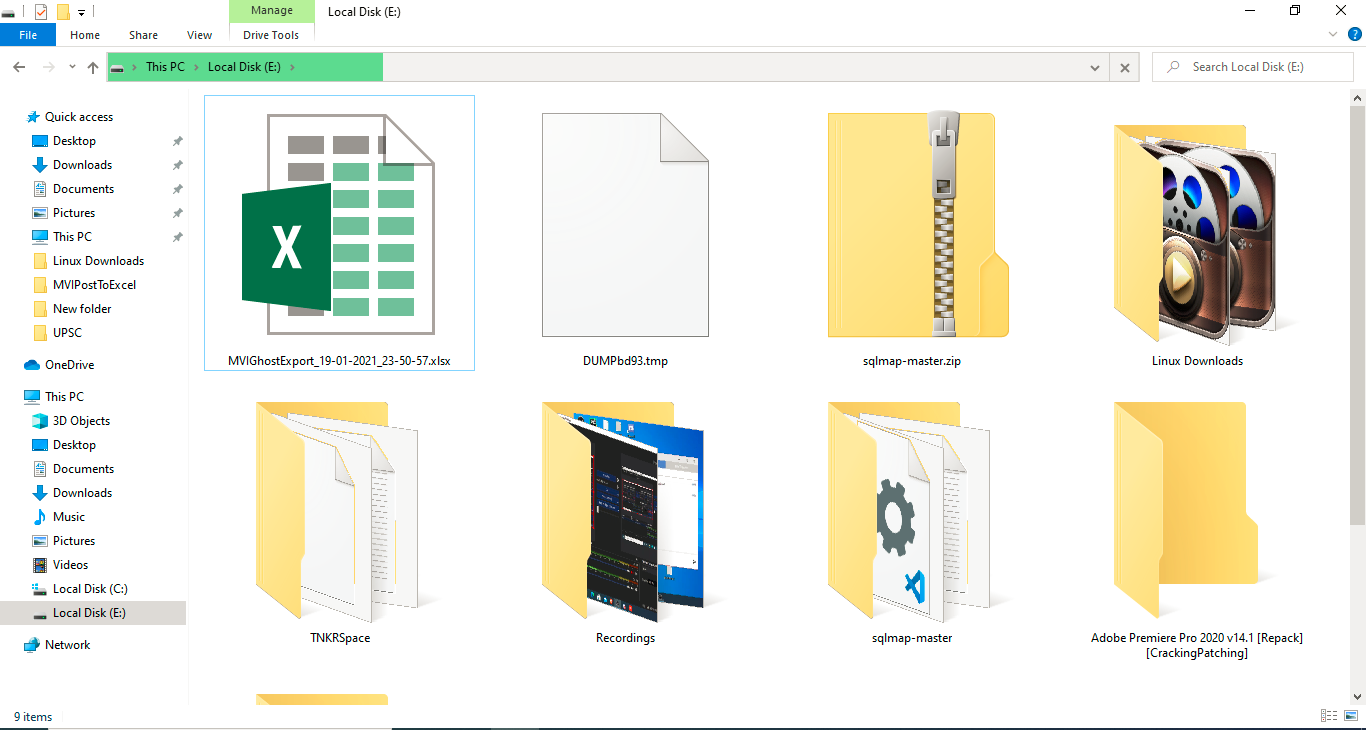 Manage
Local Disk (E:)
File
Home
Share
View
Drive Tools
This PC
Local Disk (E:)
Search Local Disk (E:)
Quick access
Desktop
Downloads
Documents
Pictures
This PC
Linux Downloads
MVIPostToExcel
New folder
UPSC
OneDrive
This PC
3D Objects
Desktop
Documents
Downloads
Music
Pictures
Videos
Local Disk (C:)
Local Disk (E:)
Network
X
MVIGhostExport_19-01-2021_23-50-57.xlsx
DUMPbd93.tmp
sqlmap-master.zip
Linux Downloads
TNKRSpace
Recordings
sqlmap-master
Adobe Premiere Pro 2020 v14.1 [Repack]
[CrackingPatching]
9 items